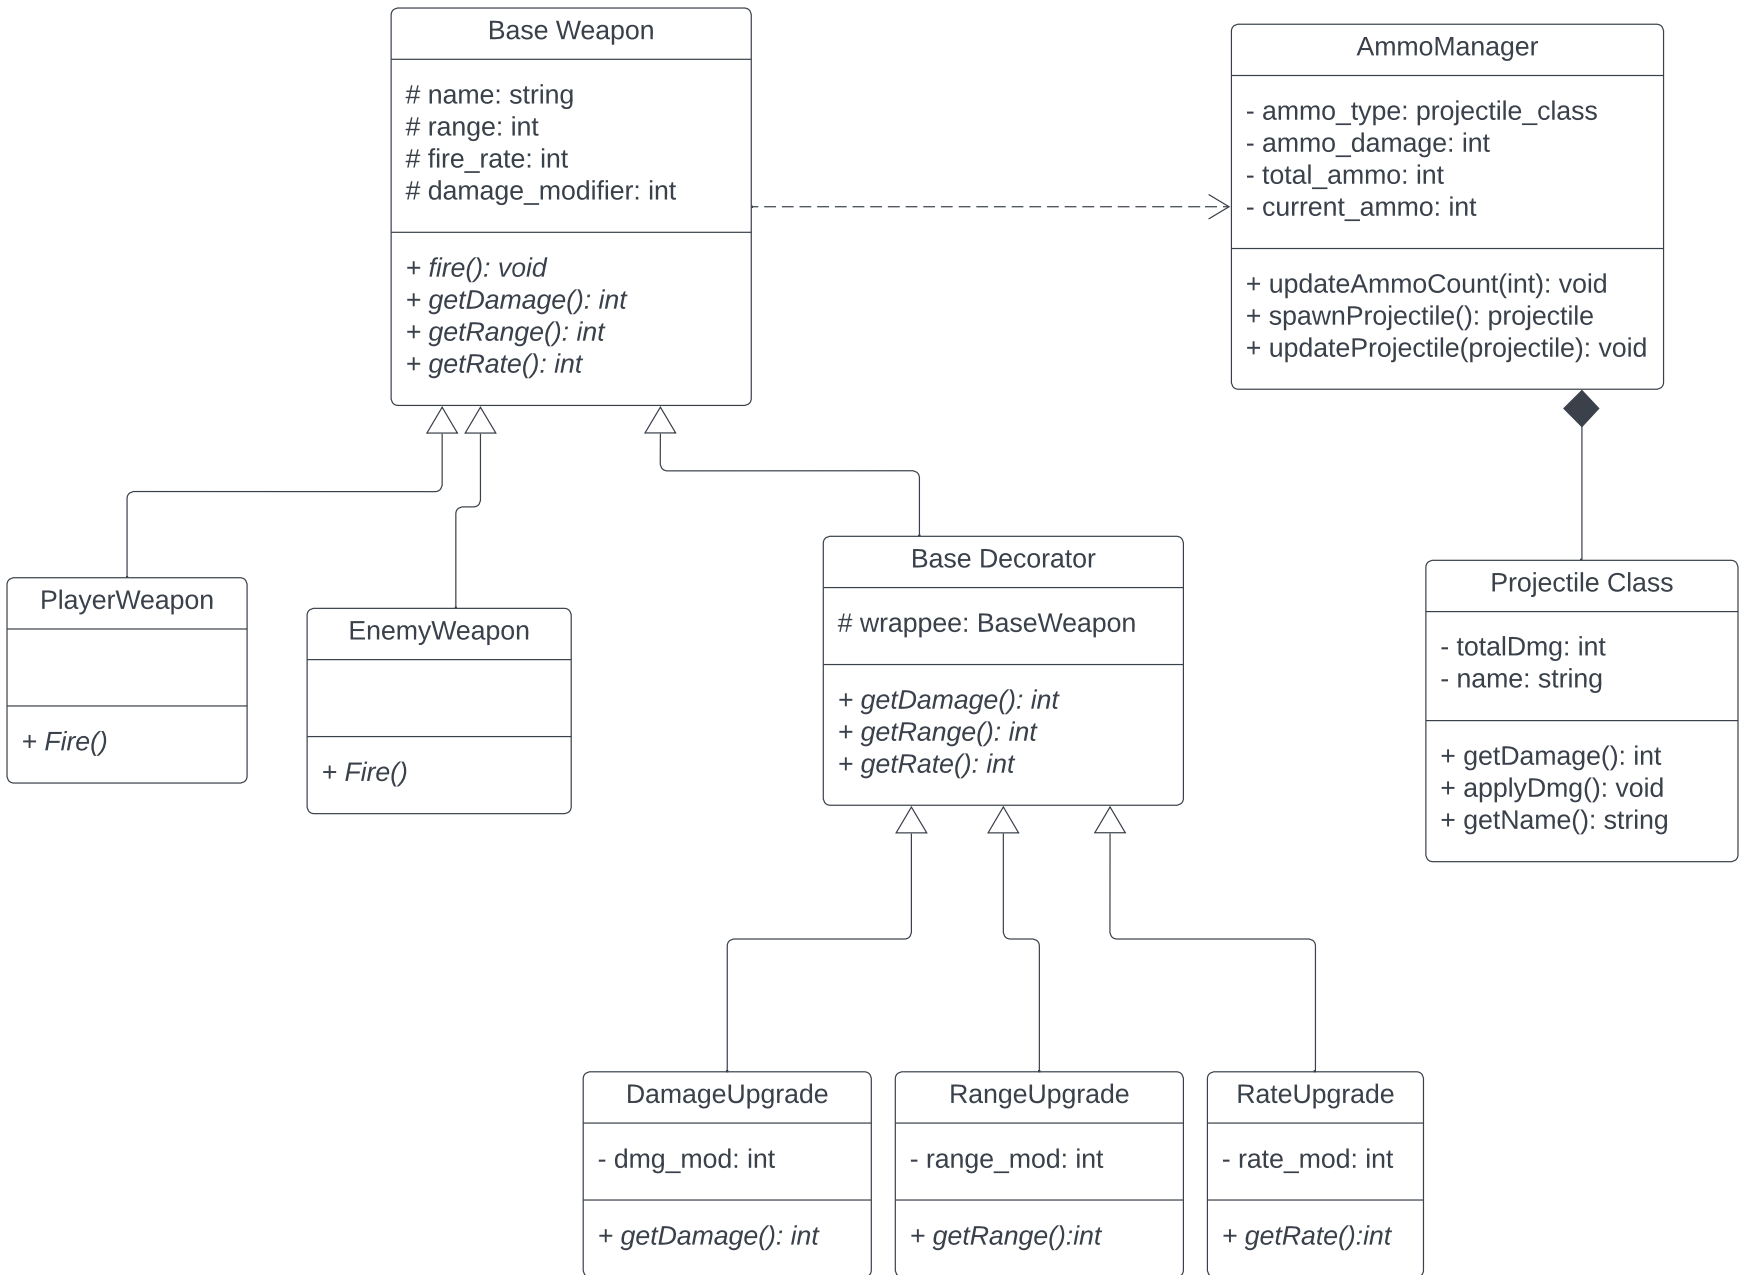 Base Weapon
# name: string
# range: int
# fire_rate: int
# damage_modifier: int
+ fire(): void
+ getDamage(): int
+ getRange(): int
+ getRate(): int
AmmoManager
- ammo_type: projectile_class
- ammo_damage: int
- total_ammo: int
- current_ammo: int
+ updateAmmoCount(int): void
+ spawnProjectile(): projectile
+ updateProjectile(projectile): void
PlayerWeapon
+ Fire()
EnemyWeapon
+ Fire()
Base Decorator
# wrappee: BaseWeapon
+ getDamage(): int
+ getRange(): int
+ getRate(): int
Projectile Class
- totalDmg: int
- name: string
+ getDamage(): int
+ applyDmg(): void
+ getName(): string
DamageUpgrade
- dmg_mod: int
+ getDamage(): int
RangeUpgrade
- range_mod: int
+ getRange():int
RateUpgrade
- rate_mod: int
+ getRate():int